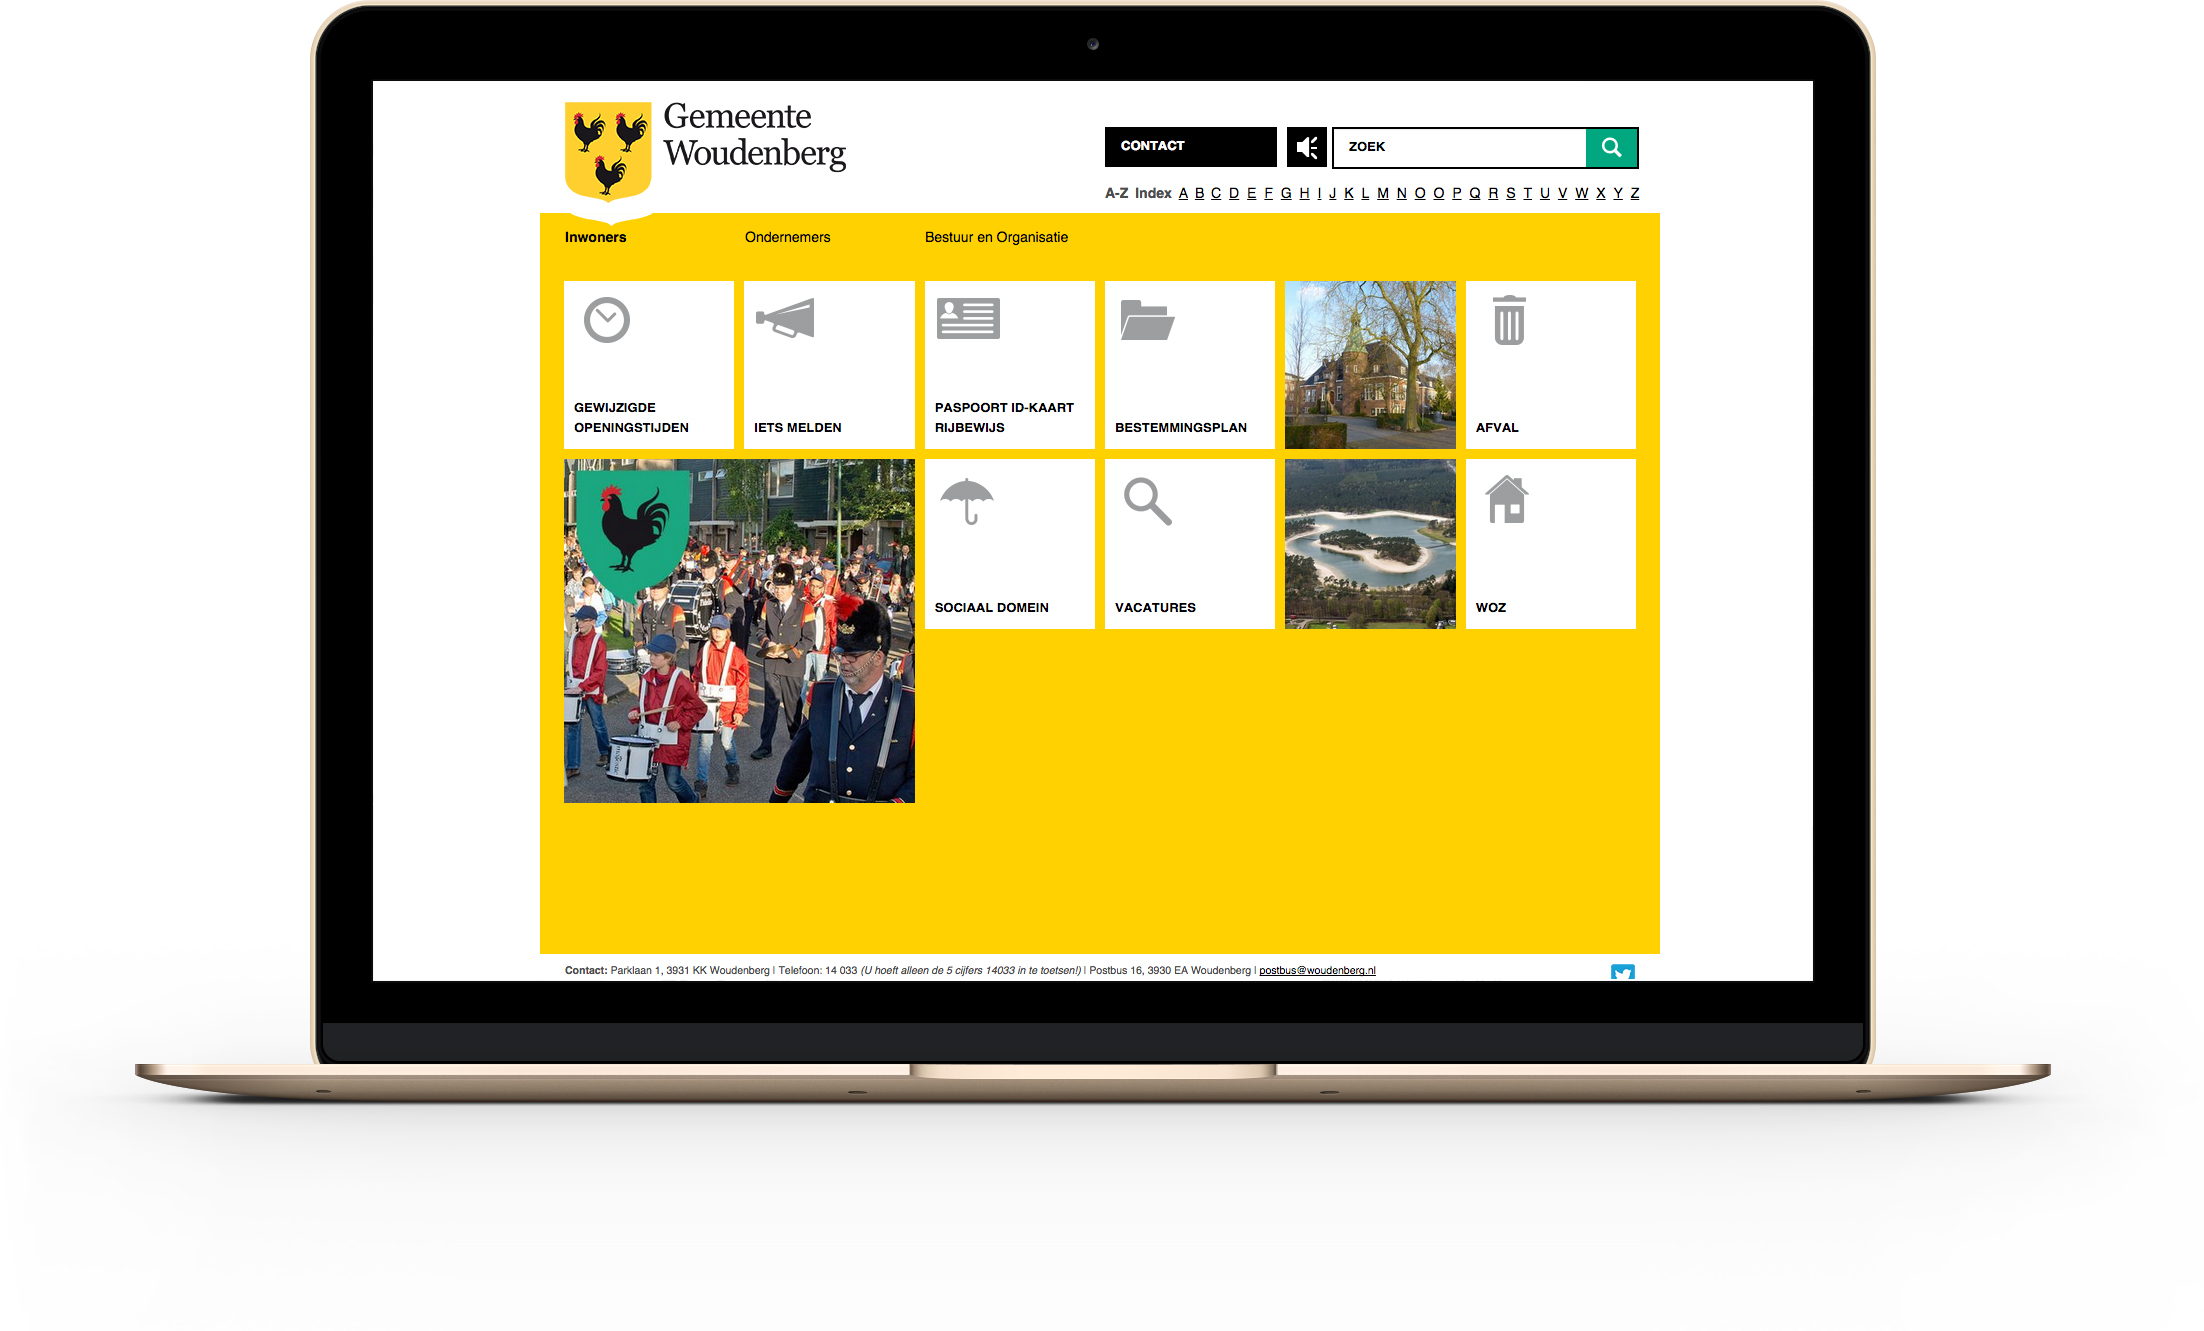 Gemeente
Woudenberg
CONTACT
ZOEK
A-Z Index A B C D E F G H I J K L M N O O P Q R S T U V W X Y Z
Inwoners
Ondernemers
Bestuur en Organisatie
GEWIJZIGDE
OPENINGSTIJDEN
IETS MELDEN
PASPOORT ID-KAART
RIJBEWIJS
BESTEMMINGSPLAN
AFVAL
SOCIAAL DOMEIN
VACATURES
WOZ
Contact: Parklaan 1, 3931 KK Woudenberg | Telefoon: 14 033 (U hoeft alleen de 5 cijfers 14033 in te toetsen!) | Postbus 16, 3930 EA Woudenberg | postbus@woudenberg.nl